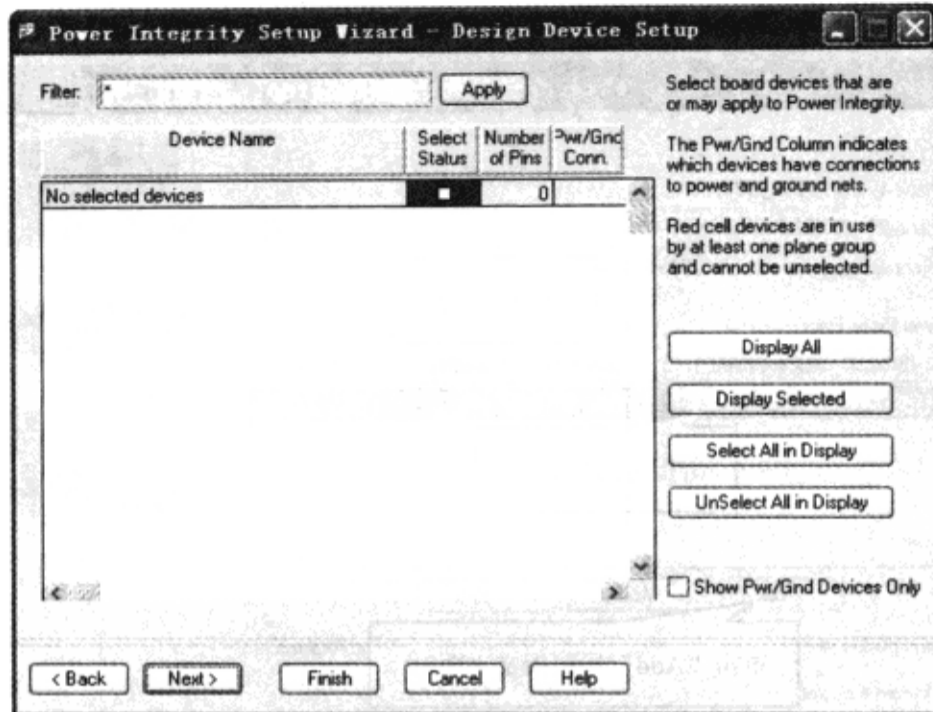 Power Integrity Setup Wizard - Design Device Setup
Filter: * Apply
Device Name Select Status Number of Pins Pwr/Gnd Conn.
No selected devices 0
Select board devices that are
or may apply to Power Integrity.
The Pwr/Gnd Column indicates
which devices have connections
to power and ground nets.
Red cell devices are in use
by at least one plane group
and cannot be unselected.
Display All
Display Selected
Select All in Display
UnSelect All in Display
Show Pwr/Gnd Devices Only
< Back Next > Finish Cancel Help